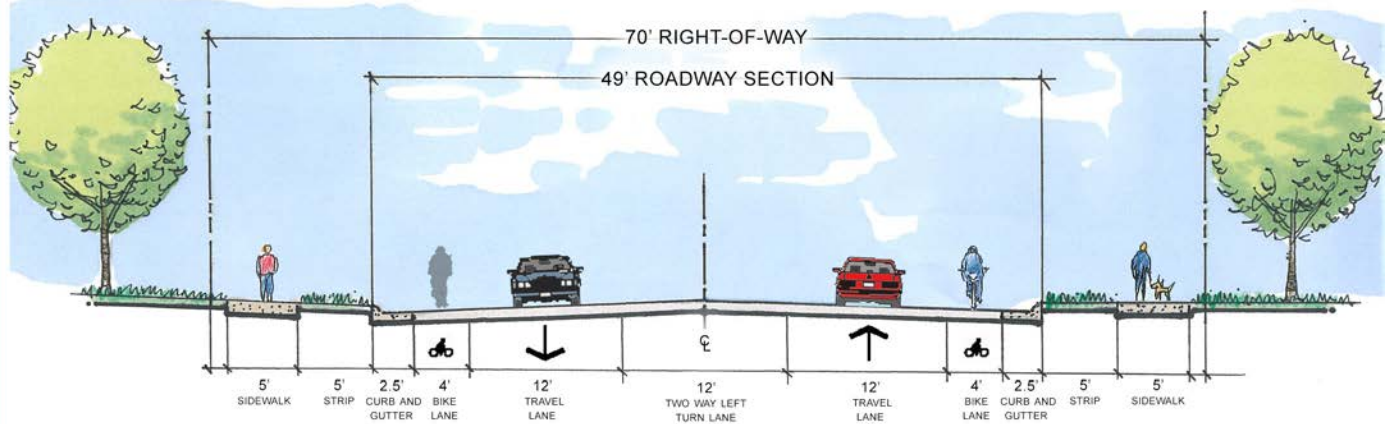 70' RIGHT-OF-WAY
49' ROADWAY SECTION
℄
5' 5' 2.5' 4' 12' 12' 12' 4' 2.5' 5' 5'
SIDEWALK STRIP CURB AND BIKE TRAVEL TWO WAY LEFT TRAVEL BIKE CURB AND STRIP SIDEWALK
GUTTER LANE LANE TURN LANE LANE LANE GUTTER